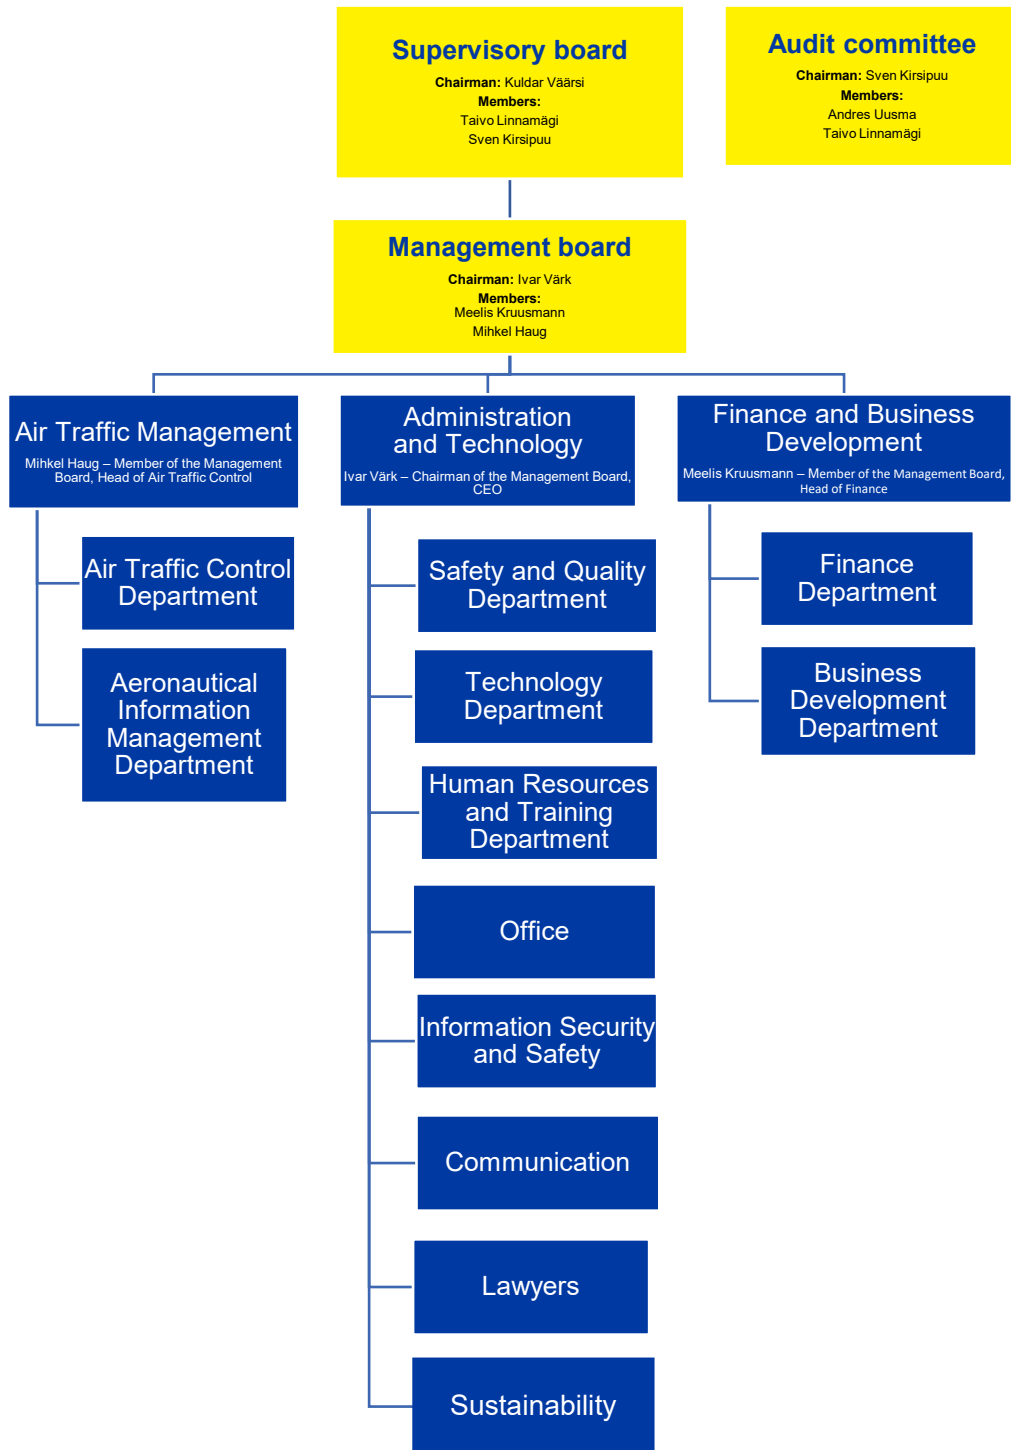 Supervisory board
Chairman: Kuldar Väärsi
Members:
Taivo Linnamägi
Sven Kirsipuu
Audit committee
Chairman: Sven Kirsipuu
Members:
Andres Uusma
Taivo Linnamägi
Management board
Chairman: Ivar Värk
Members:
Meelis Kruusmann
Mihkel Haug
Air Traffic Management
Mihkel Haug – Member of the Management
Board, Head of Air Traffic Control
Air Traffic Control
Department
Aeronautical
Information
Management
Department
Administration
and Technology
Ivar Värk – Chairman of the Management Board,
CEO
Safety and Quality
Department
Technology
Department
Human Resources
and Training
Department
Office
Information Security
and Safety
Communication
Lawyers
Sustainability
Finance and Business
Development
Meelis Kruusmann – Member of the Management Board,
Head of Finance
Finance
Department
Business
Development
Department